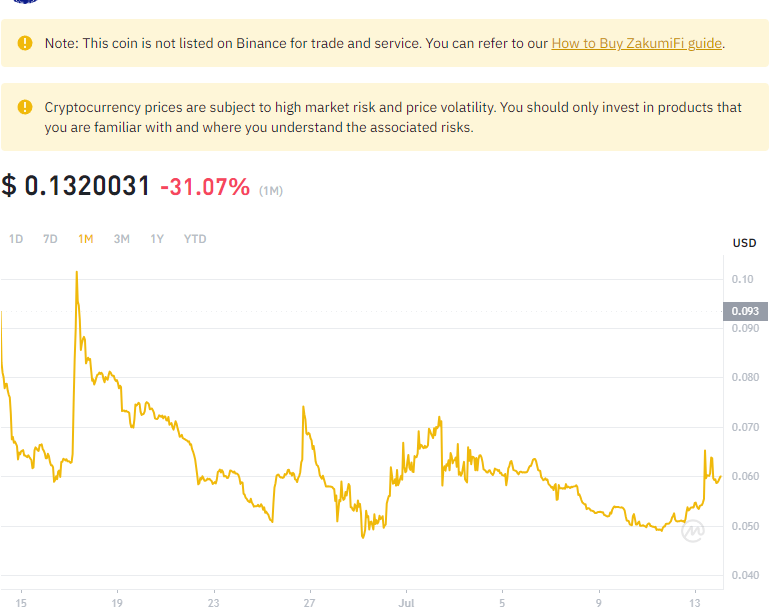 Note: This coin is not listed on Binance for trade and service. You can refer to our How to Buy ZakumiFi guide.
Cryptocurrency prices are subject to high market risk and price volatility. You should only invest in products that
you are familiar with and where you understand the associated risks.
$ 0.1320031 -31.07% (1M)
1D 7D 1M 3M 1Y YTD
USD
0.10
0.093
0.090
0.080
0.070
0.060
0.050
0.040
15 19 23 27 Jul 5 9 13